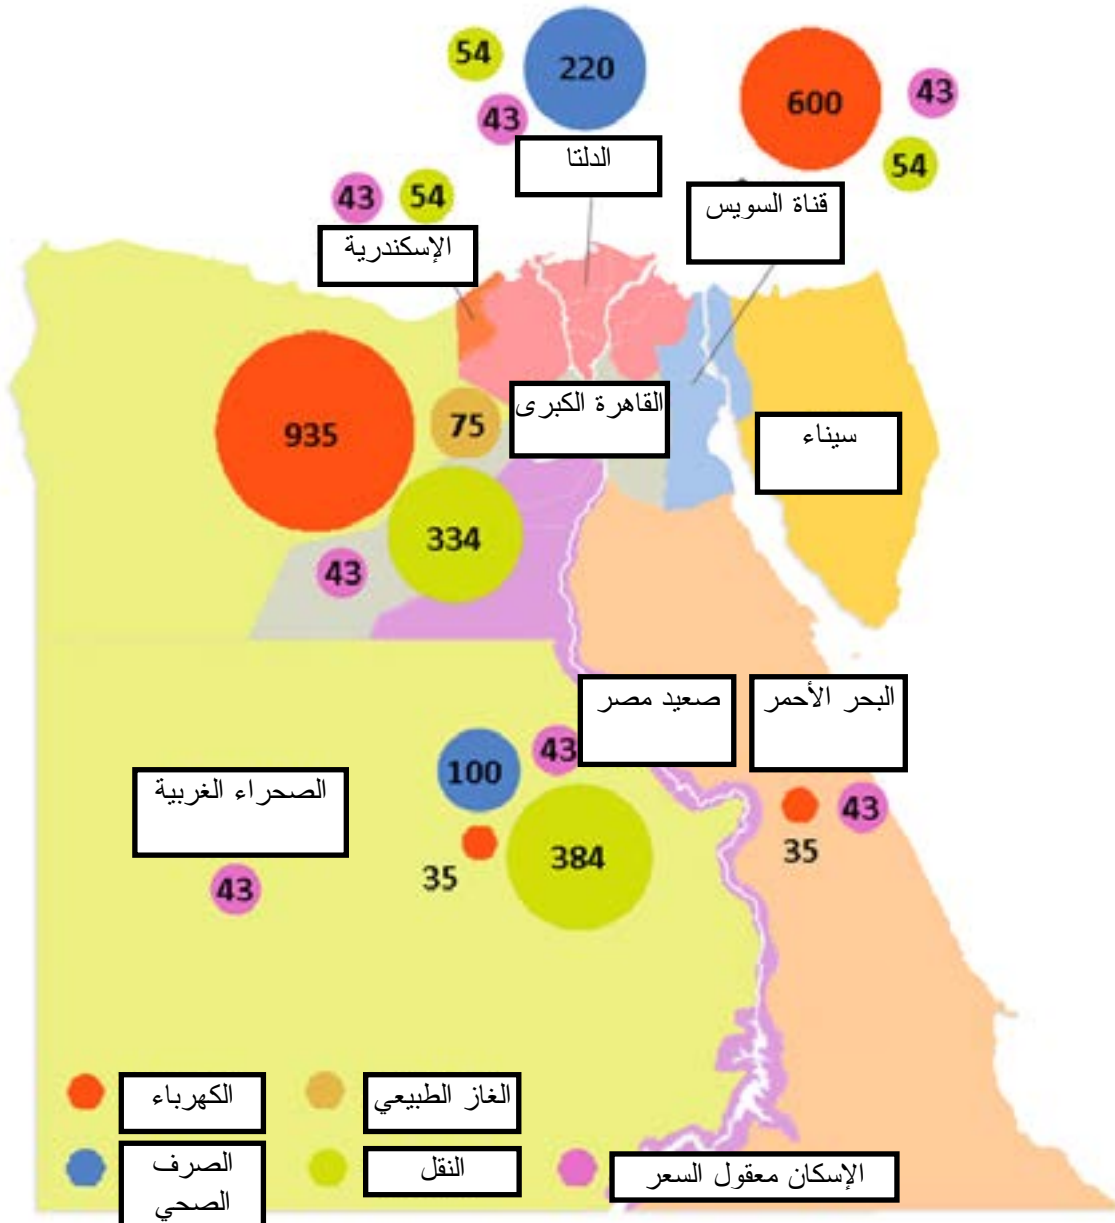 54
220
600
43
43
54
الدلتا
43
54
قناة السويس
الإسكندرية
935
75
القاهرة الكبرى
سيناء
334
43
صعيد مصر
البحر الأحمر
100
43
الصحراء الغربية
43
35
384
35
43
الكهرباء
الغاز الطبيعي
الصرف
الصحي
النقل
الإسكان معقول السعر